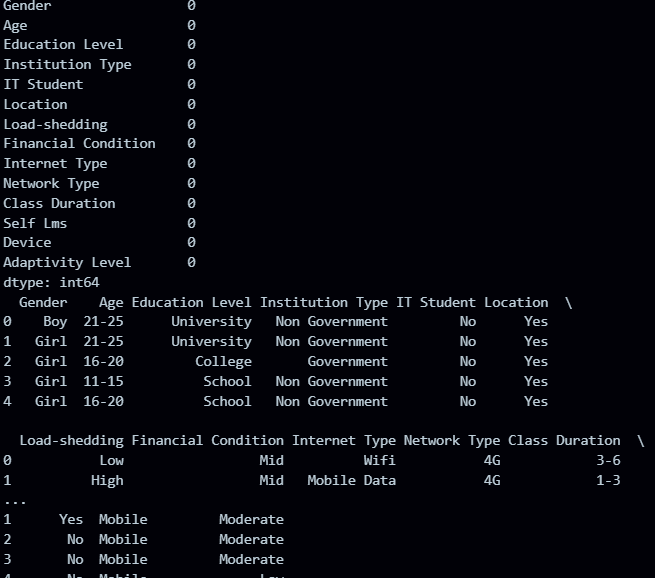 Gender 0
Age 0
Education Level 0
Institution Type 0
IT Student 0
Location 0
Load-shedding 0
Financial Condition 0
Internet Type 0
Network Type 0
Class Duration 0
Self Lms 0
Device 0
Adaptivity Level 0
dtype: int64
Gender Age Education Level Institution Type IT Student Location \
0 Boy 21-25 University Non Government No Yes
1 Girl 21-25 University Non Government No Yes
2 Girl 16-20 College Government No Yes
3 Girl 11-15 School Non Government No Yes
4 Girl 16-20 School Non Government No Yes
Load-shedding Financial Condition Internet Type Network Type Class Duration \
0 Low Mid Wifi 4G 3-6
1 High Mid Mobile Data 4G 1-3
...
1 Yes Mobile Moderate
2 No Mobile Moderate
3 No Mobile Moderate
4 No Mobile Low